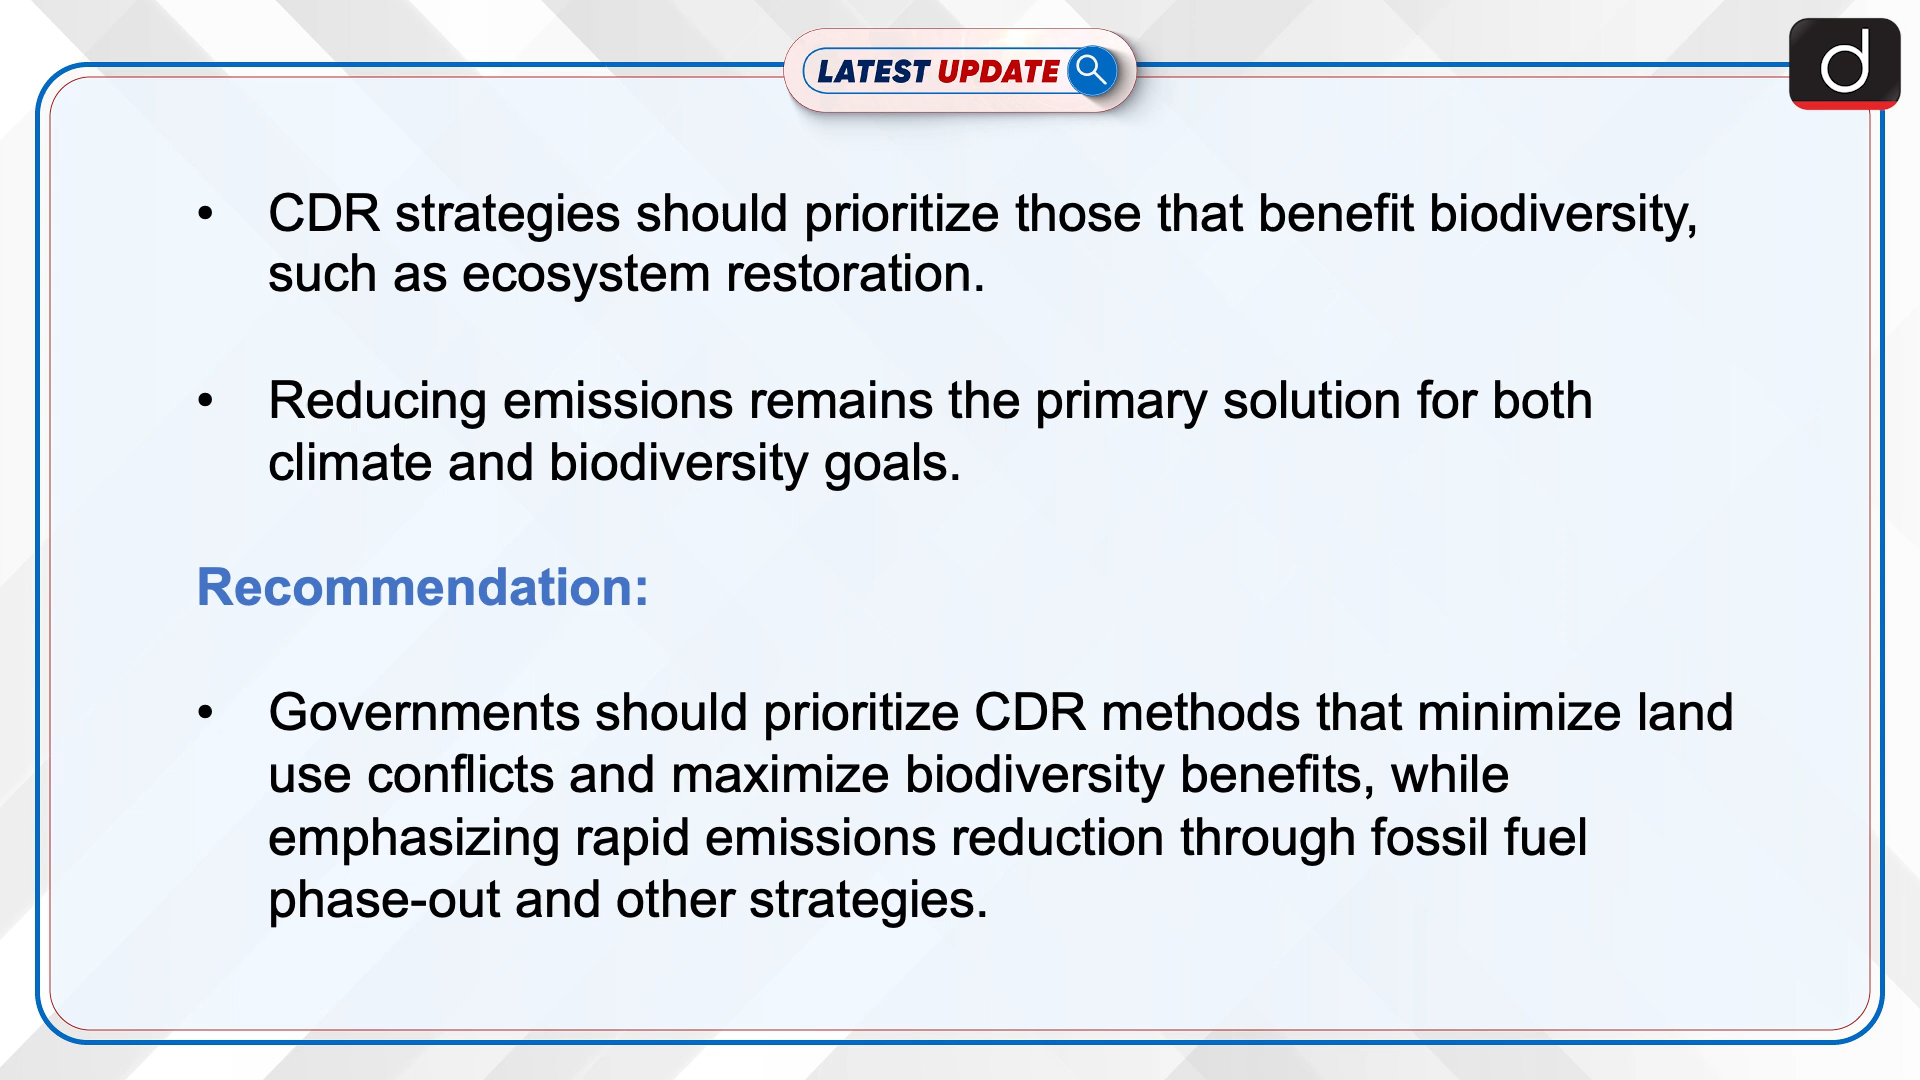 LATEST UPDATE
d
• CDR strategies should prioritize those that benefit biodiversity,
such as ecosystem restoration.
• Reducing emissions remains the primary solution for both
climate and biodiversity goals.
Recommendation:
• Governments should prioritize CDR methods that minimize land
use conflicts and maximize biodiversity benefits, while
emphasizing rapid emissions reduction through fossil fuel
phase-out and other strategies.